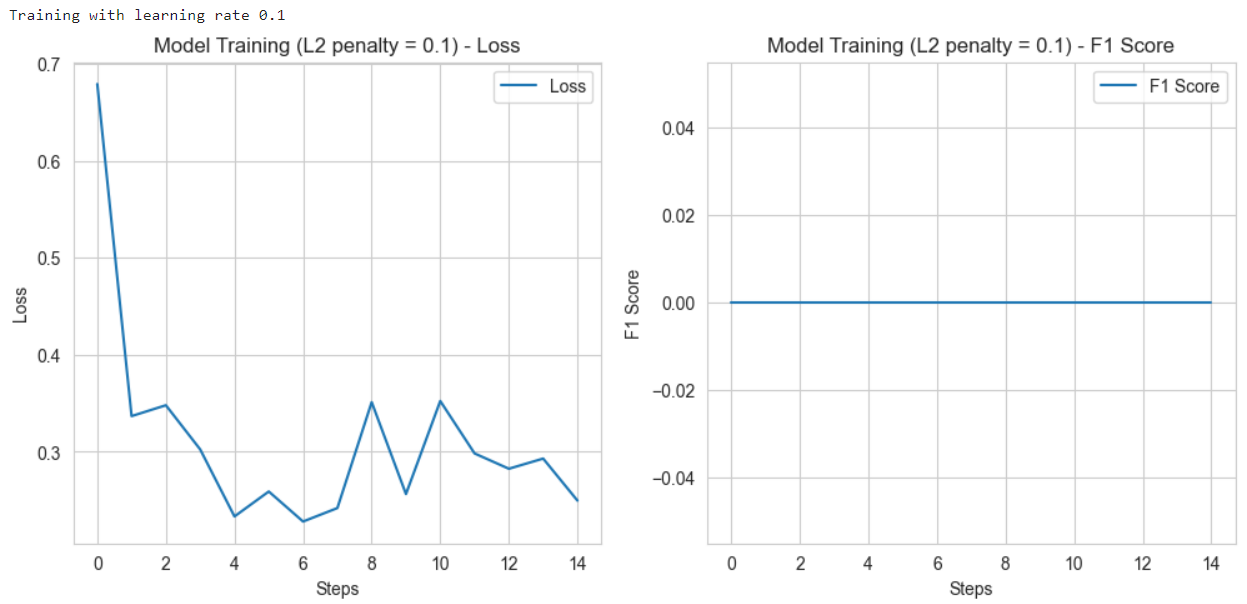 Training with learning rate 0.1
Model Training (L2 penalty = 0.1) - Loss
0.7
0.6
0.5
0.4
0.3
Loss
Loss
0 2 4 6 8 10 12 14
Steps
Model Training (L2 penalty = 0.1) - F1 Score
0.04
0.02
0.00
−0.02
−0.04
F1 Score
F1 Score
0 2 4 6 8 10 12 14
Steps